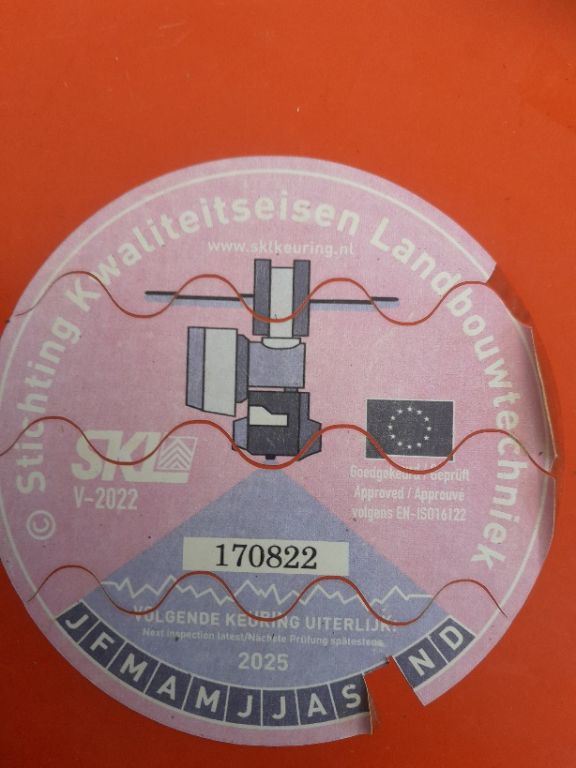 © Stichting Kwaliteitseisen Landbouwtechniek
www.sklkeuring.nl
SKL
V-2022
Goedgekeurd / Geprüft
Approved / Approuvé
volgens EN-ISO16122
170822
VOLGENDE KEURING UITERLIJK:
Next inspection latest/Nächste Prüfung spätestens:
2025
J F M A M J J A S N D